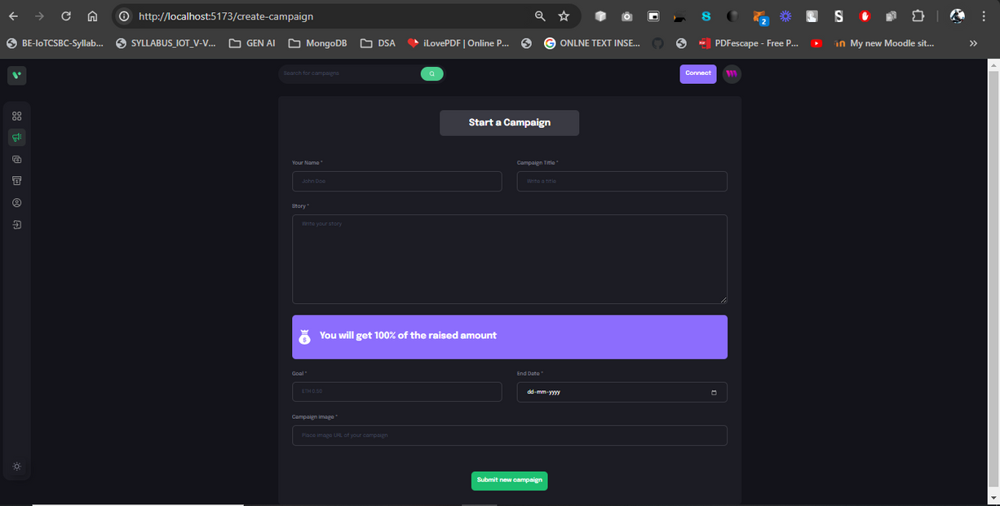 http://localhost:5173/create-campaign
2
BE-IoTCSBC-Syllab...
SYLLABUS_IOT_V-V...
GEN AI
MongoDB
DSA
iLovePDF | Online P...
ONLNE TEXT INSE...
PDFescape - Free P...
My new Moodle sit...
»
Search for campaigns
Connect
Start a Campaign
Your Name *
Campaign Title *
John Doe
Write a title
Story *
Write your story
You will get 100% of the raised amount
Goal *
End Date *
ETH 0.50
dd-mm-yyyy
Campaign image *
Place image URL of your campaign
Submit new campaign